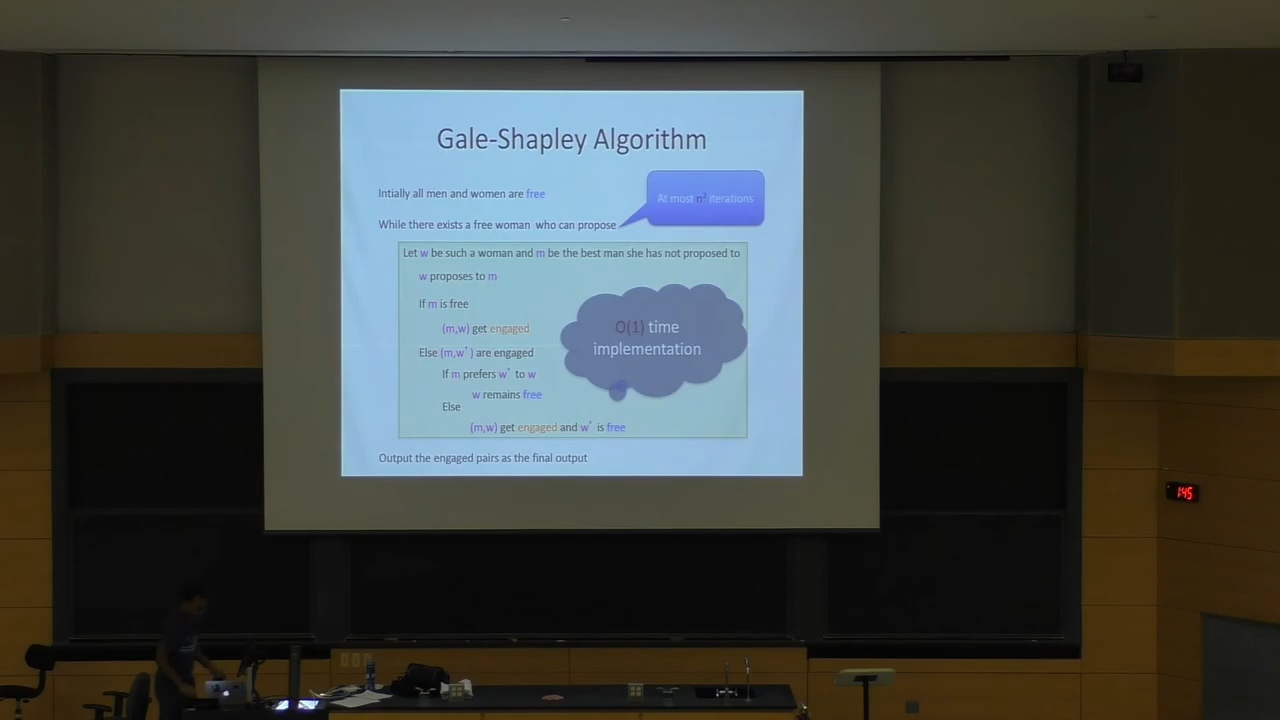 Gale-Shapley Algorithm
Intially all men and women are free
At most n² iterations
While there exists a free woman who can propose
Let w be such a woman and m be the best man she has not proposed to
w proposes to m
If m is free
(m,w) get engaged
O(1) time
implementation
Else (m,w') are engaged
If m prefers w' to w
w remains free
Else
(m,w) get engaged and w' is free
Output the engaged pairs as the final output
1:45